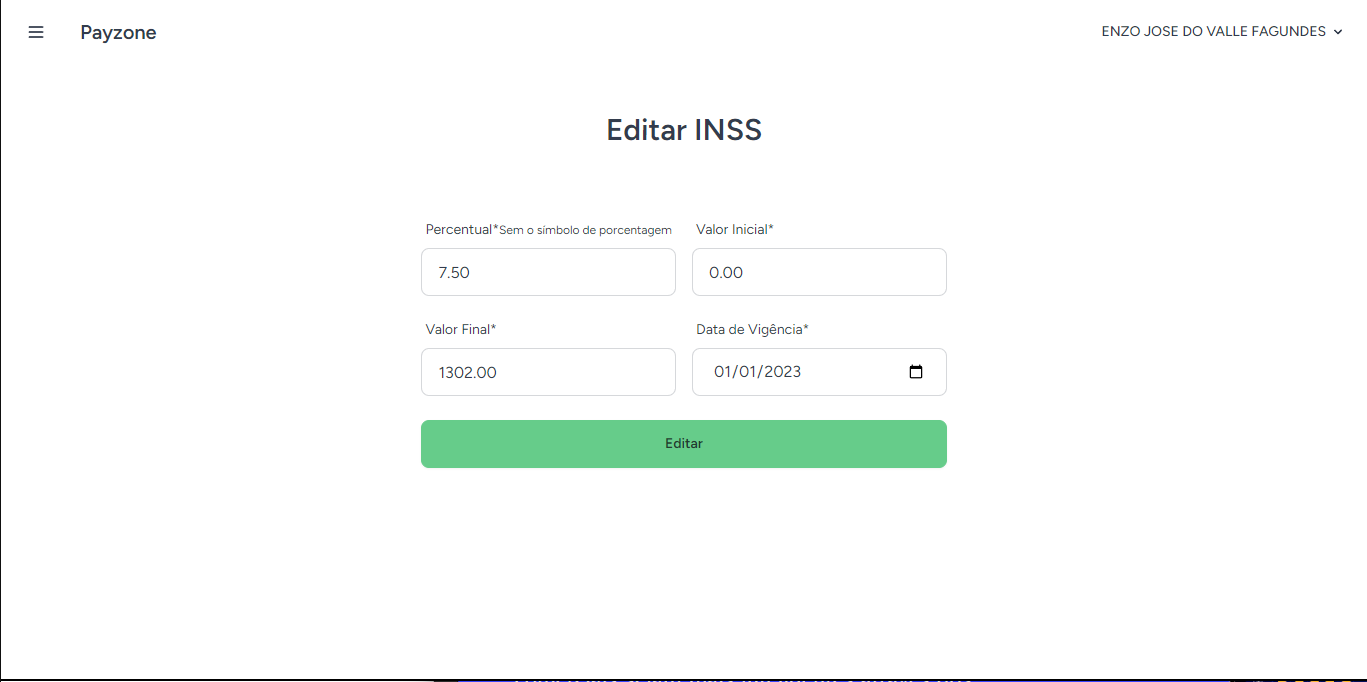 Payzone
ENZO JOSE DO VALLE FAGUNDES
Editar INSS
Percentual*Sem o símbolo de porcentagem
Valor Inicial*
7.50
0.00
Valor Final*
Data de Vigência*
1302.00
01/01/2023
Editar